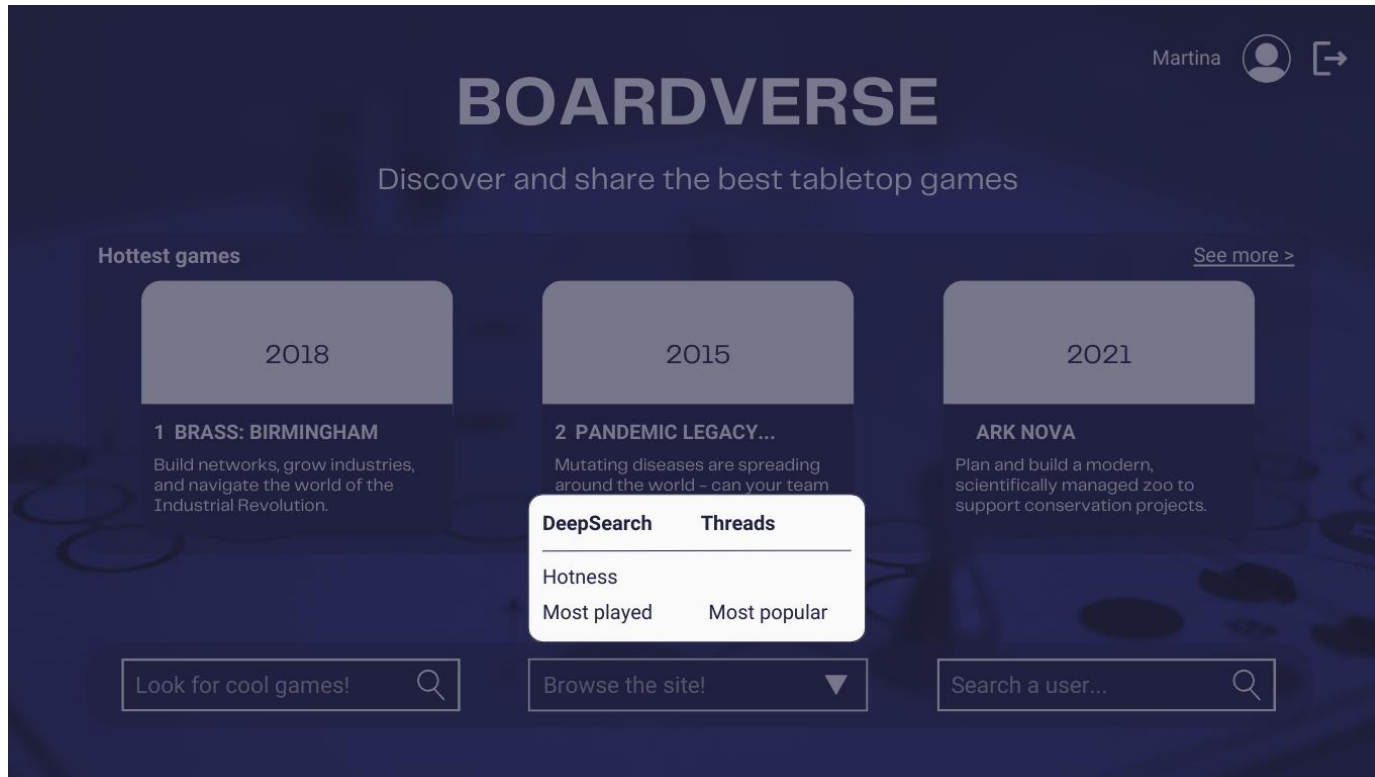 Martina
BOARDVERSE
Discover and share the best tabletop games
Hottest games
See more >
2018
2015
2021
1 BRASS: BIRMINGHAM
Build networks, grow industries,
and navigate the world of the
Industrial Revolution.
2 PANDEMIC LEGACY...
Mutating diseases are spreading
around the world - can your team
ARK NOVA
Plan and build a modern,
scientifically managed zoo to
support conservation projects.
DeepSearch Threads
Hotness
Most played Most popular
Look for cool games!
Browse the site!
Search a user...